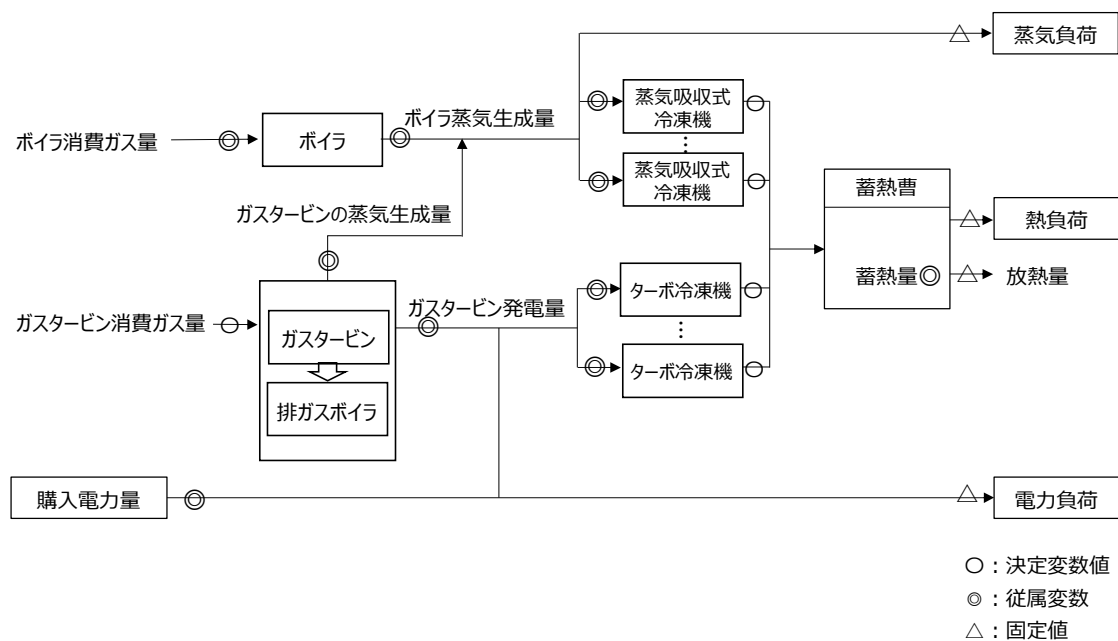 蒸気負荷
蒸気吸収式
冷凍機
ボイラ蒸気生成量
ボイラ消費ガス量
ボイラ
蒸気吸収式
冷凍機
蓄熱曹
ガスタービンの蒸気生成量
熱負荷
蓄熱量◎
放熱量
ターボ冷凍機
ガスタービン発電量
ガスタービン消費ガス量
ガスタービン
ターボ冷凍機
排ガスボイラ
購入電力量
電力負荷
○：決定変数値
◎：従属変数
△：固定値